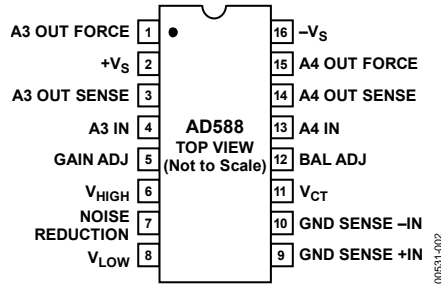 A3 OUT FORCE 1
+VS 2
A3 OUT SENSE 3
A3 IN 4
GAIN ADJ 5
VHIGH 6
NOISE
REDUCTION 7
VLOW 8
AD588
TOP VIEW
(Not to Scale)
16 –VS
15 A4 OUT FORCE
14 A4 OUT SENSE
13 A4 IN
12 BAL ADJ
11 VCT
10 GND SENSE –IN
9 GND SENSE +IN
00531-002